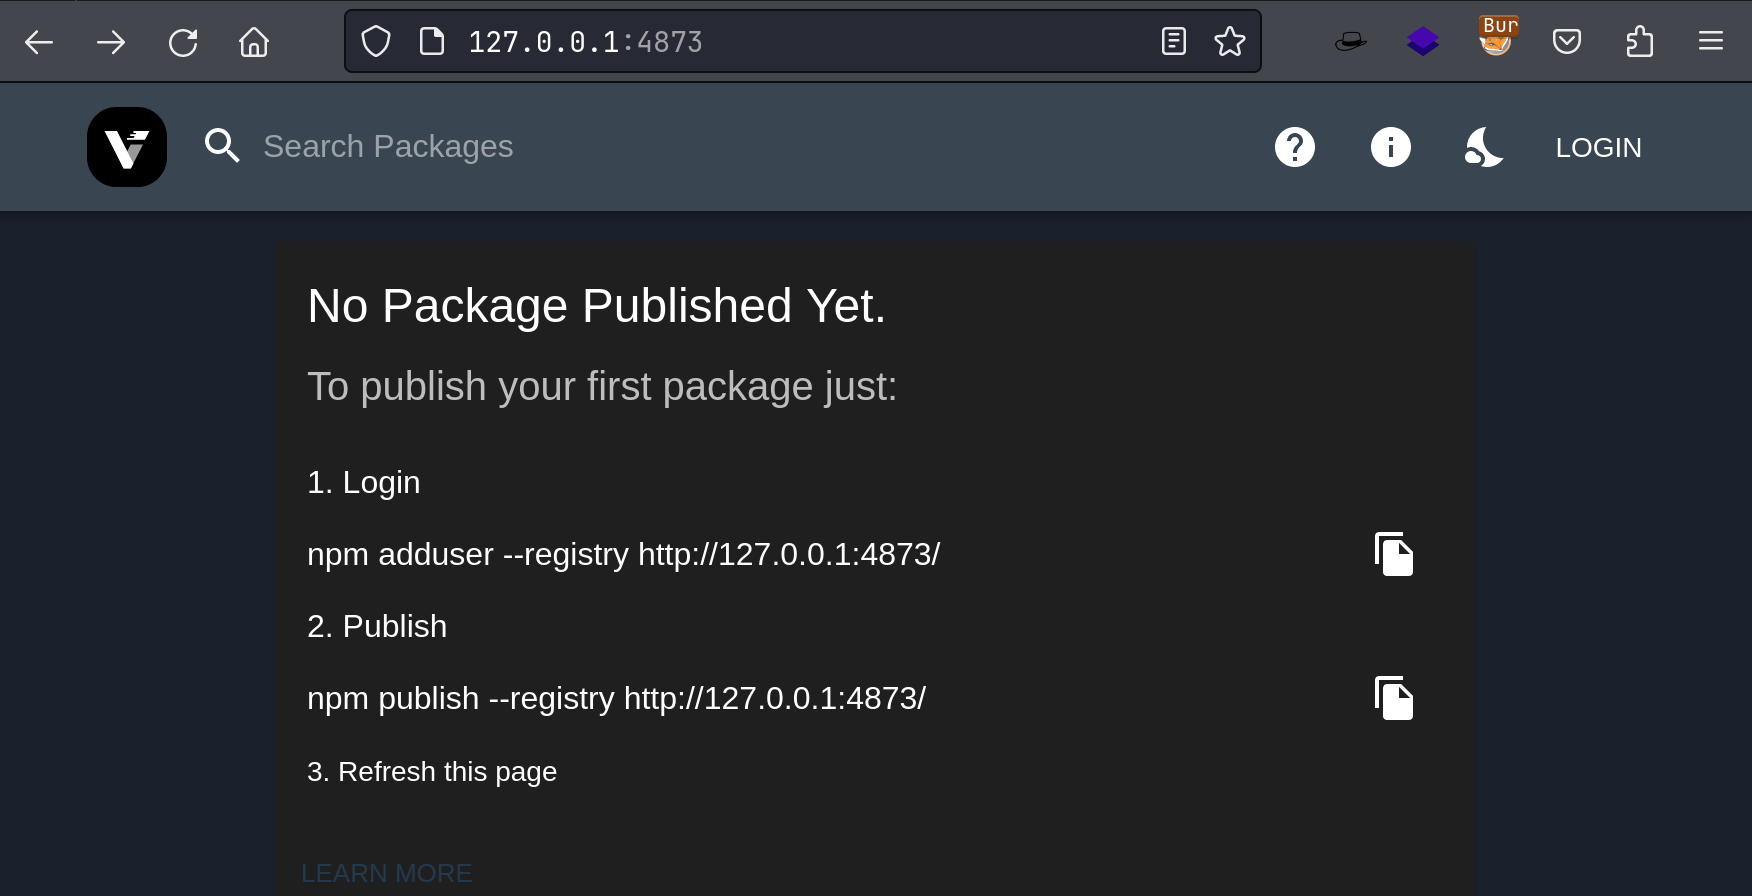 127.0.0.1:4873
Bur
Search Packages
LOGIN
No Package Published Yet.
To publish your first package just:
1. Login
npm adduser --registry http://127.0.0.1:4873/
2. Publish
npm publish --registry http://127.0.0.1:4873/
3. Refresh this page
LEARN MORE